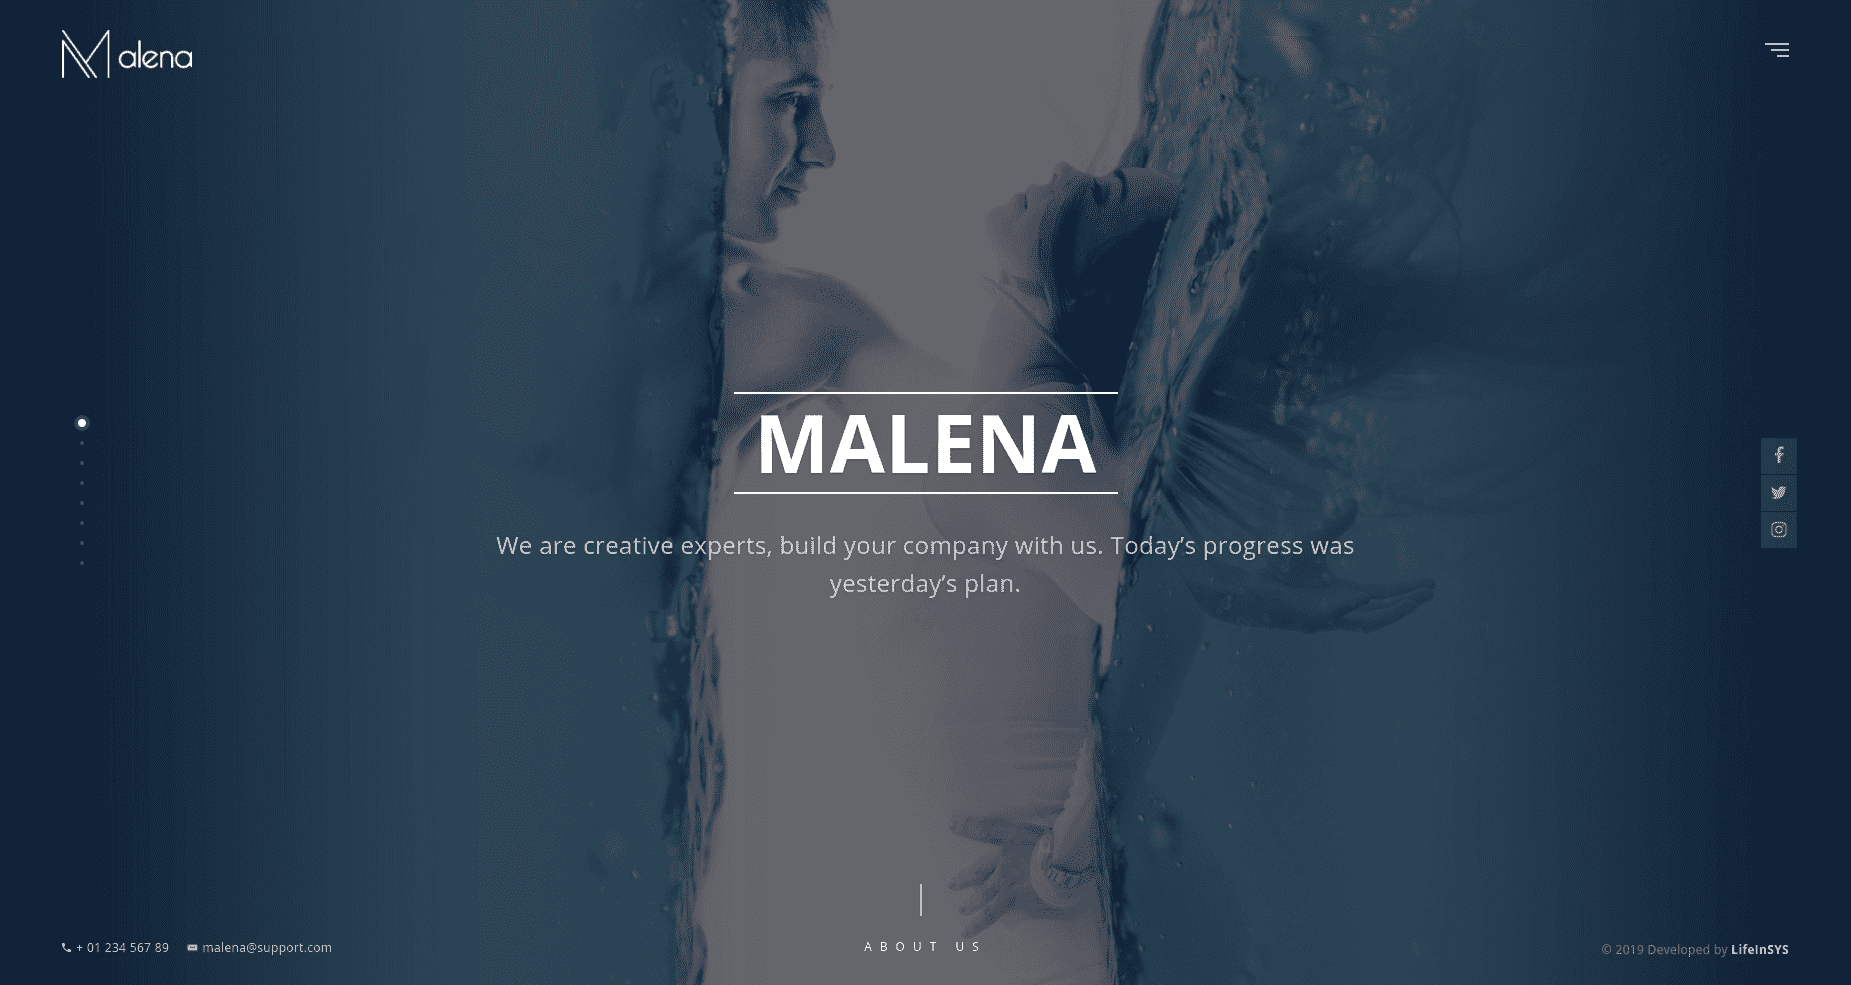 Malena
MALENA
We are creative experts, build your company with us. Today’s progress was
yesterday’s plan.
+ 01 234 567 89 malena@support.com
ABOUT US
© 2019 Developed by LifeInSYS